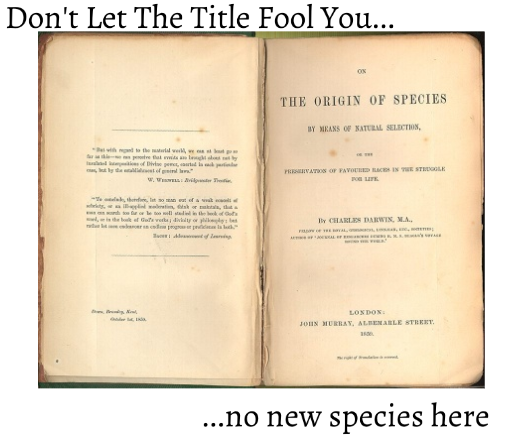 Don't Let The Title Fool You...
"But with regard to the material world, we can at least go so
far as this—we can perceive that events are brought about not by
insulated interpositions of Divine power, exerted in each particular
case, but by the establishment of general laws."
W. Whewell: Bridgewater Treatise.
"To conclude, therefore, let no man out of a weak conceit of
sobriety, or an ill-applied moderation, think or maintain, that a
man can search too far or be too well studied in the book of God's
word, or in the book of God's works; divinity or philosophy; but
rather let men endeavour an endless progress or proficience in both."
Bacon: Advancement of Learning.
Down, Bromley, Kent,
October 1st, 1859.
ON
THE ORIGIN OF SPECIES
BY MEANS OF NATURAL SELECTION,
OR THE
PRESERVATION OF FAVOURED RACES IN THE STRUGGLE
FOR LIFE.
By CHARLES DARWIN, M.A.,
FELLOW OF THE ROYAL, GEOLOGICAL, LINNÆAN, ETC., SOCIETIES;
AUTHOR OF 'JOURNAL OF RESEARCHES DURING H. M. S. BEAGLE'S VOYAGE
ROUND THE WORLD.'
LONDON:
JOHN MURRAY, ALBEMARLE STREET.
1859.
The right of Translation is reserved.
...no new species here